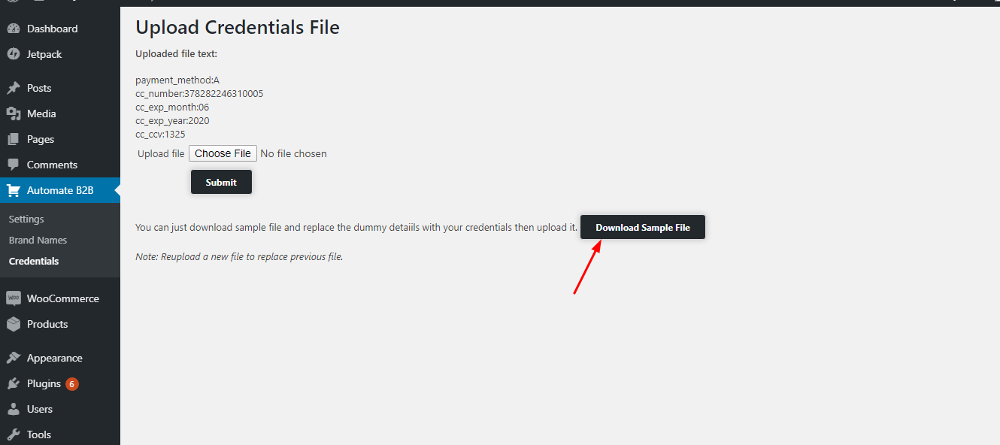 Dashboard
Jetpack
Posts
Media
Pages
Comments
Automate B2B
Settings
Brand Names
Credentials
WooCommerce
Products
Appearance
Plugins 6
Users
Tools
Upload Credentials File
Uploaded file text:
payment_method:A
cc_number:378282246310005
cc_exp_month:06
cc_exp_year:2020
cc_ccv:1325
Upload file Choose File No file chosen
Submit
You can just download sample file and replace the dummy detaiils with your credentials then upload it. Download Sample File
Note: Reupload a new file to replace previous file.